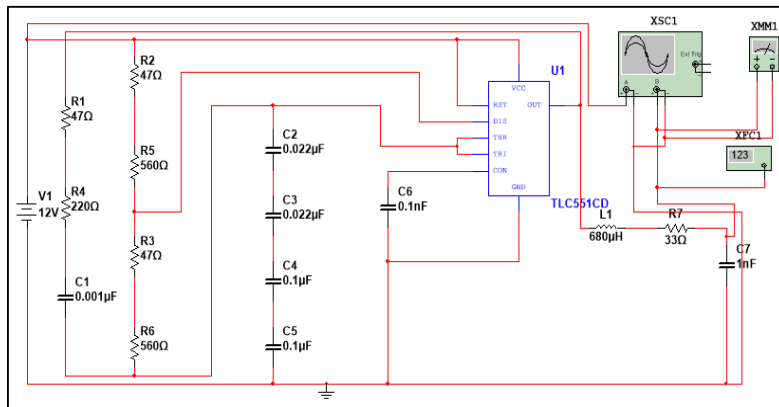 XSC1
XMM1
Ext Trig
A
B
XFC1
123
R2
47Ω
R1
47Ω
R5
560Ω
R4
220Ω
V1
12V
R3
47Ω
C1
0.001µF
R6
560Ω
C2
0.022µF
C3
0.022µF
C4
0.1µF
C5
0.1µF
C6
0.1nF
U1
VCC
RST
OUT
DIS
THR
TRI
CON
GND
TLC551CD
L1
680µH
R7
33Ω
C7
1nF